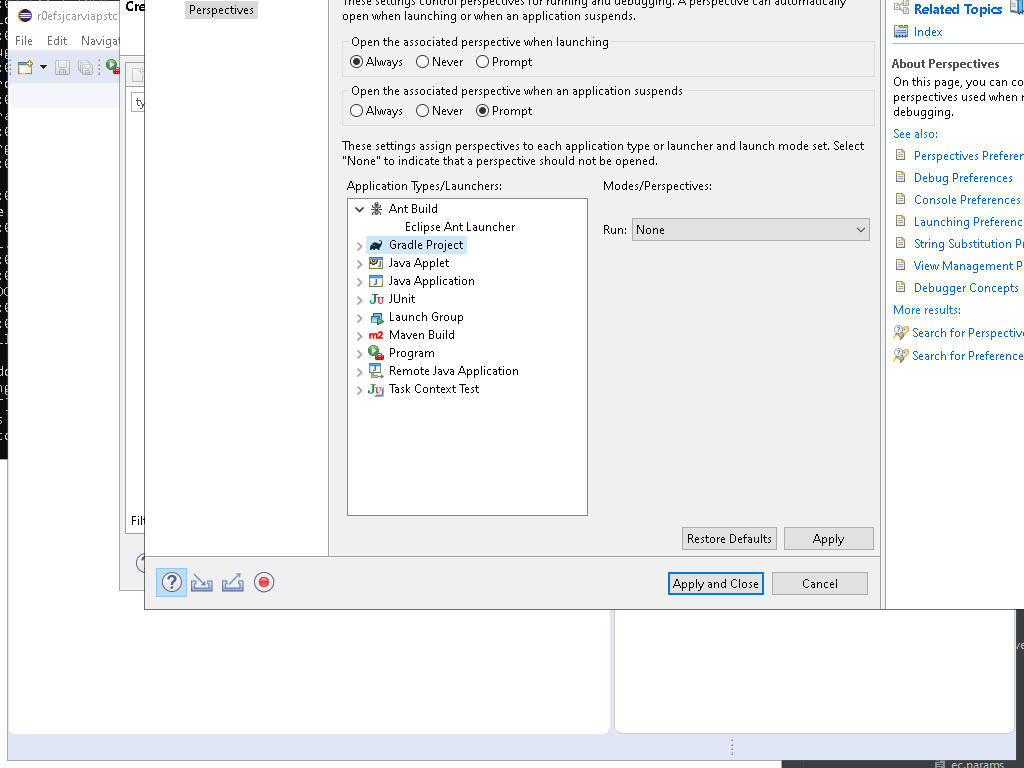 r0efsjcarviapstc
Cre
File Edit Navigat
ty
Filt
Perspectives
These settings control perspectives for running and debugging. A perspective can automatically
open when launching or when an application suspends.
Open the associated perspective when launching
Always Never Prompt
Open the associated perspective when an application suspends
Always Never Prompt
These settings assign perspectives to each application type or launcher and launch mode set. Select
"None" to indicate that a perspective should not be opened.
Application Types/Launchers:
Modes/Perspectives:
Ant Build
Eclipse Ant Launcher
Gradle Project
Java Applet
Java Application
JUnit
Launch Group
Maven Build
Program
Remote Java Application
Task Context Test
Run: None
Restore Defaults Apply
Apply and Close Cancel
Related Topics
Index
About Perspectives
On this page, you can co
perspectives used when r
debugging.
See also:
Perspectives Preferen
Debug Preferences
Console Preferences
Launching Preferenc
String Substitution P
View Management P
Debugger Concepts
More results:
Search for Perspective
Search for Preference
ec.params